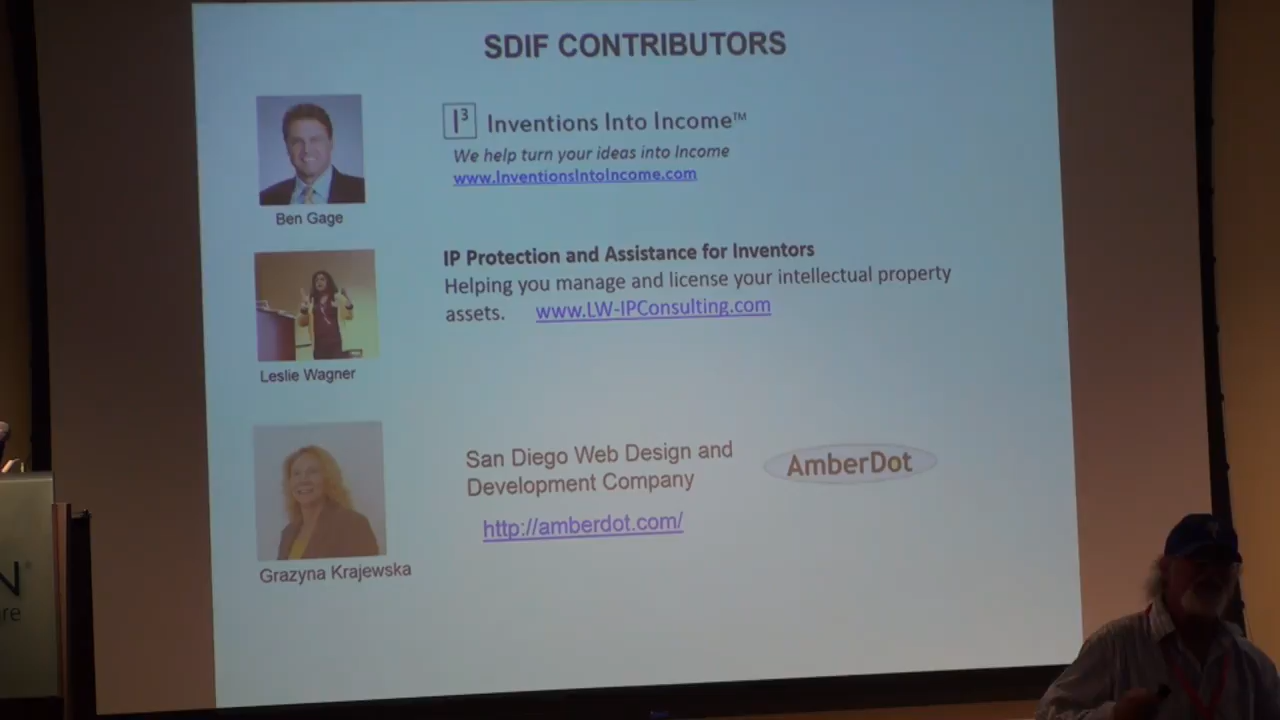 SDIF CONTRIBUTORS
I³ Inventions Into Income™
We help turn your ideas into Income
www.InventionsIntoIncome.com
Ben Gage
IP Protection and Assistance for Inventors
Helping you manage and license your intellectual property
assets. www.LW-IPConsulting.com
Leslie Wagner
San Diego Web Design and
Development Company
AmberDot
http://amberdot.com/
Grazyna Krajewska